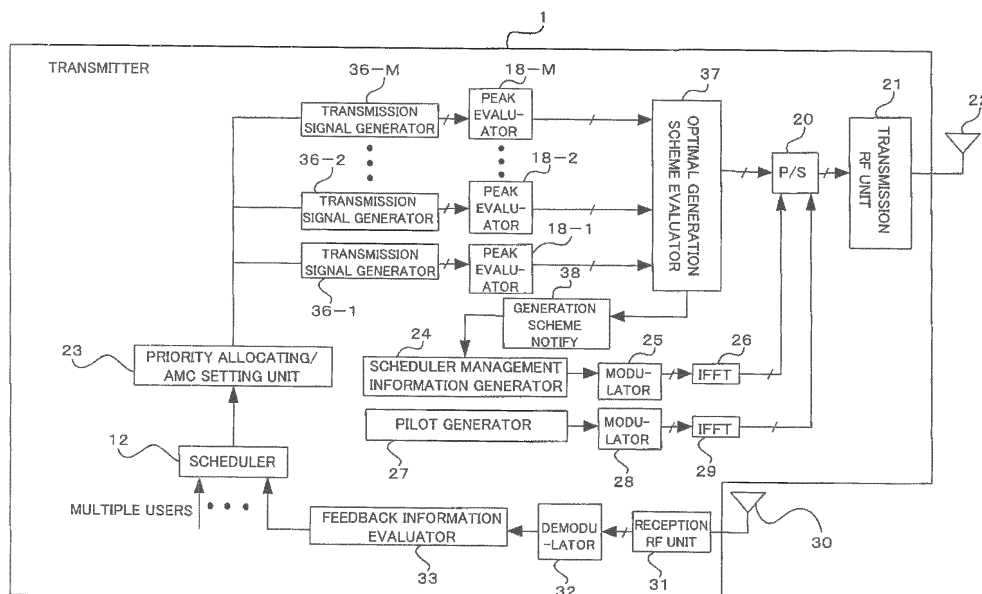 1
TRANSMITTER
36-M
18-M
37
TRANSMISSION
SIGNAL GENERATOR
PEAK
EVALU-
ATOR
OPTIMAL GENERATION
SCHEME EVALUATOR
20
P/S
21
TRANSMISSION
RF UNIT
22
36-2
18-2
TRANSMISSION
SIGNAL GENERATOR
PEAK
EVALU-
ATOR
18-1
TRANSMISSION
SIGNAL GENERATOR
PEAK
EVALU-
ATOR
36-1
38
GENERATION
SCHEME
NOTIFY
23
PRIORITY ALLOCATING/
AMC SETTING UNIT
24
SCHEDULER MANAGEMENT
INFORMATION GENERATOR
25
MODU-
LATOR
26
IFFT
PILOT GENERATOR
27
MODU-
LATOR
28
IFFT
29
12
SCHEDULER
MULTIPLE USERS
FEEDBACK INFORMATION
EVALUATOR
33
DEMODU
-LATOR
32
RECEPTION
RF UNIT
31
30